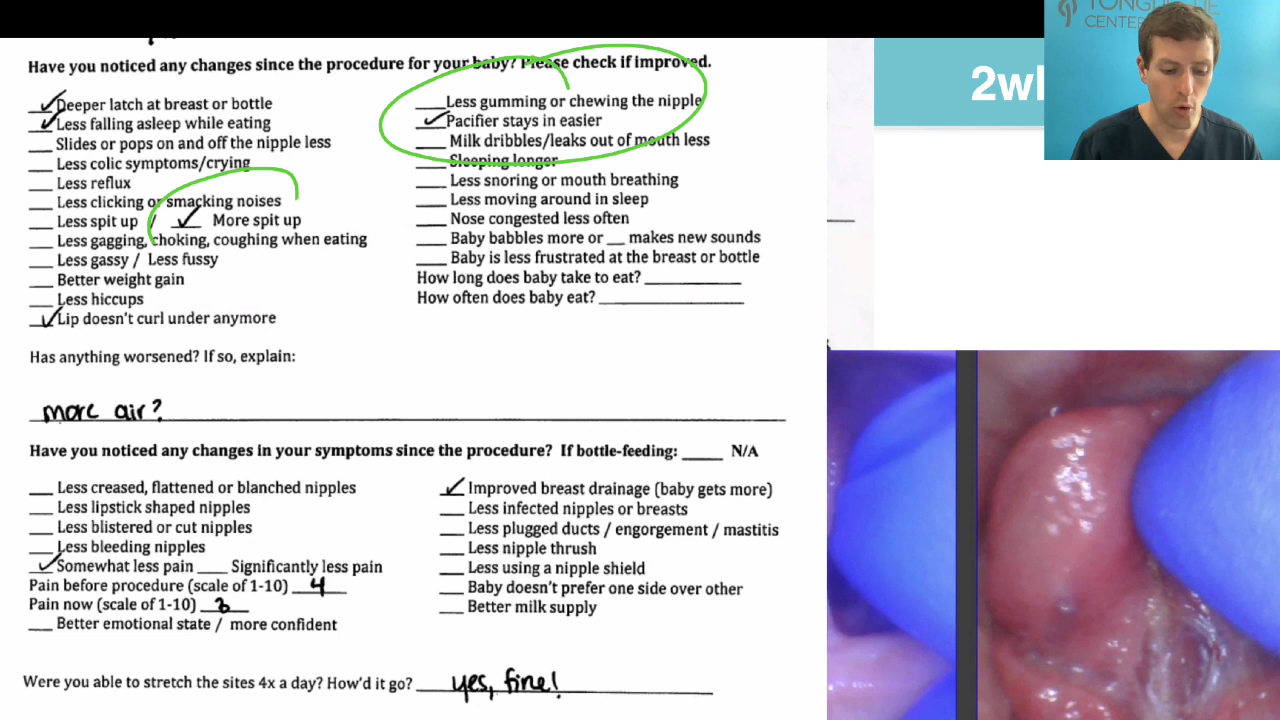 TONGUE TIE
CENTER
2w
Have you noticed any changes since the procedure for your baby? Please check if improved.
Deeper latch at breast or bottle
Less falling asleep while eating
Slides or pops on and off the nipple less
Less colic symptoms/crying
Less reflux
Less clicking or smacking noises
Less spit up / More spit up
Less gagging, choking, coughing when eating
Less gassy / Less fussy
Better weight gain
Less hiccups
Lip doesn't curl under anymore
Less gumming or chewing the nipple
Pacifier stays in easier
Milk dribbles/leaks out of mouth less
Sleeping longer
Less snoring or mouth breathing
Less moving around in sleep
Nose congested less often
Baby babbles more or __ makes new sounds
Baby is less frustrated at the breast or bottle
How long does baby take to eat?
How often does baby eat?
Has anything worsened? If so, explain:
more air?
Have you noticed any changes in your symptoms since the procedure? If bottle-feeding: ____ N/A
Less creased, flattened or blanched nipples
Less lipstick shaped nipples
Less blistered or cut nipples
Less bleeding nipples
Somewhat less pain ____ Significantly less pain
Pain before procedure (scale of 1-10) 4
Pain now (scale of 1-10) 3
Better emotional state / more confident
Improved breast drainage (baby gets more)
Less infected nipples or breasts
Less plugged ducts / engorgement / mastitis
Less nipple thrush
Less using a nipple shield
Baby doesn't prefer one side over other
Better milk supply
Were you able to stretch the sites 4x a day? How'd it go? yes, fine!